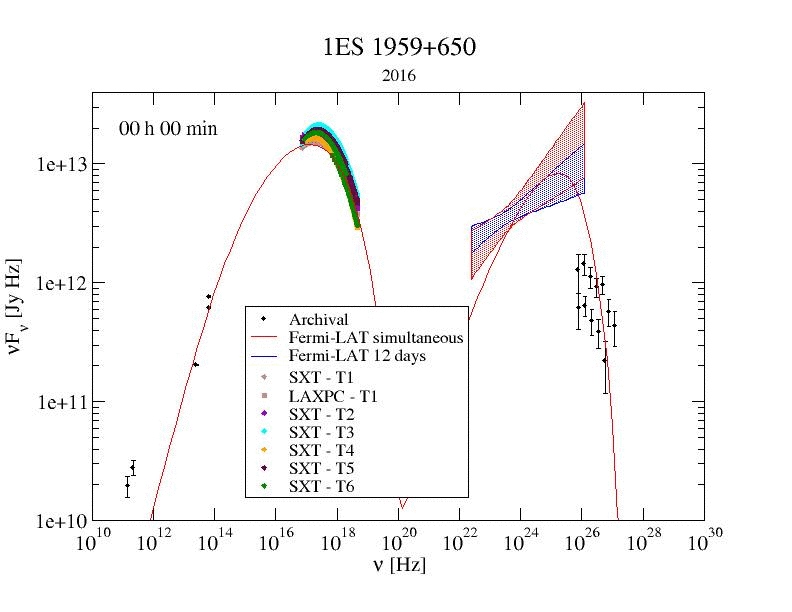 1ES 1959+650
2016
00 h 00 min
1e+13
1e+12
1e+11
1e+10
νFν [Jy Hz]
Archival
Fermi-LAT simultaneous
Fermi-LAT 12 days
SXT - T1
LAXPC - T1
SXT - T2
SXT - T3
SXT - T4
SXT - T5
SXT - T6
10^10 10^12 10^14 10^16 10^18 10^20 10^22 10^24 10^26 10^28 10^30
ν [Hz]